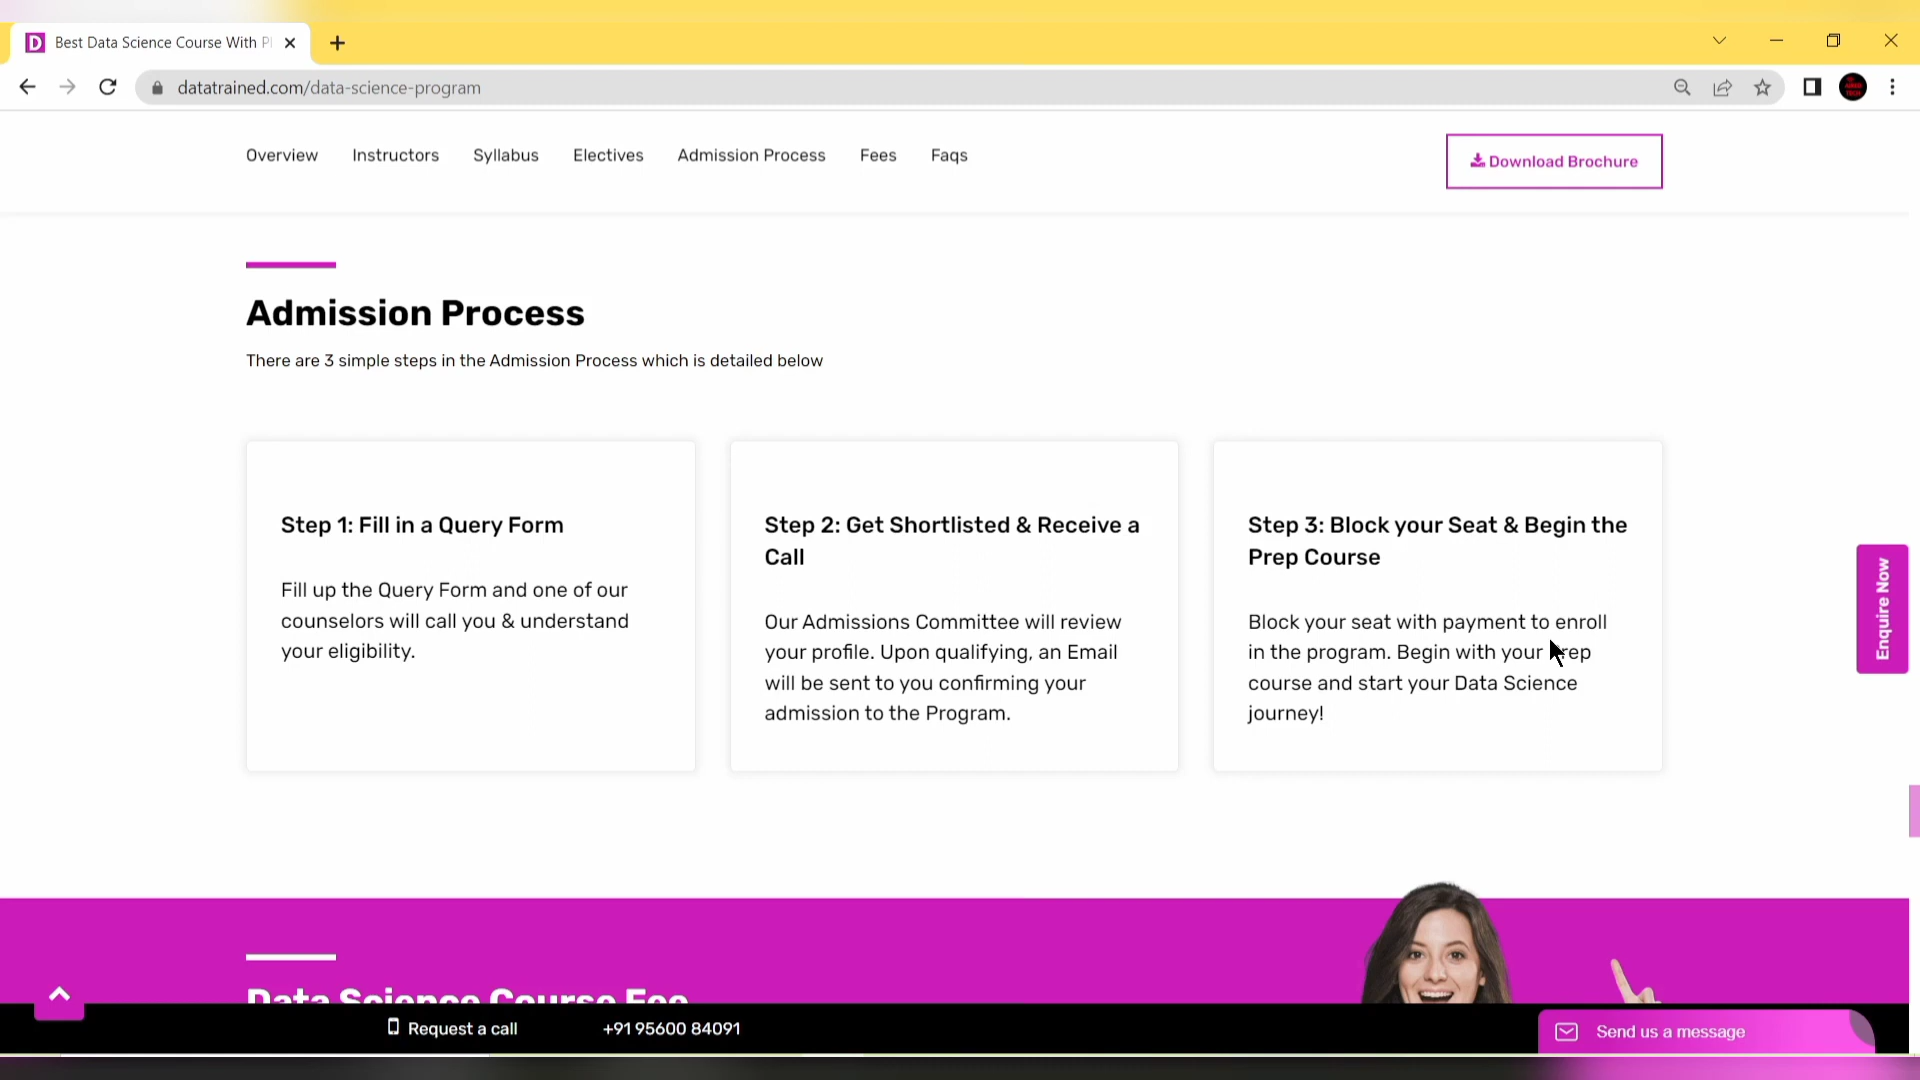 Best Data Science Course With Pl
datatrained.com/data-science-program
Overview Instructors Syllabus Electives Admission Process Fees Faqs
Download Brochure
Admission Process
There are 3 simple steps in the Admission Process which is detailed below
Step 1: Fill in a Query Form
Fill up the Query Form and one of our
counselors will call you & understand
your eligibility.
Step 2: Get Shortlisted & Receive a
Call
Our Admissions Committee will review
your profile. Upon qualifying, an Email
will be sent to you confirming your
admission to the Program.
Step 3: Block your Seat & Begin the
Prep Course
Block your seat with payment to enroll
in the program. Begin with your prep
course and start your Data Science
journey!
Enquire Now
Data Science Course Fee
Request a call +91 95600 84091
Send us a message